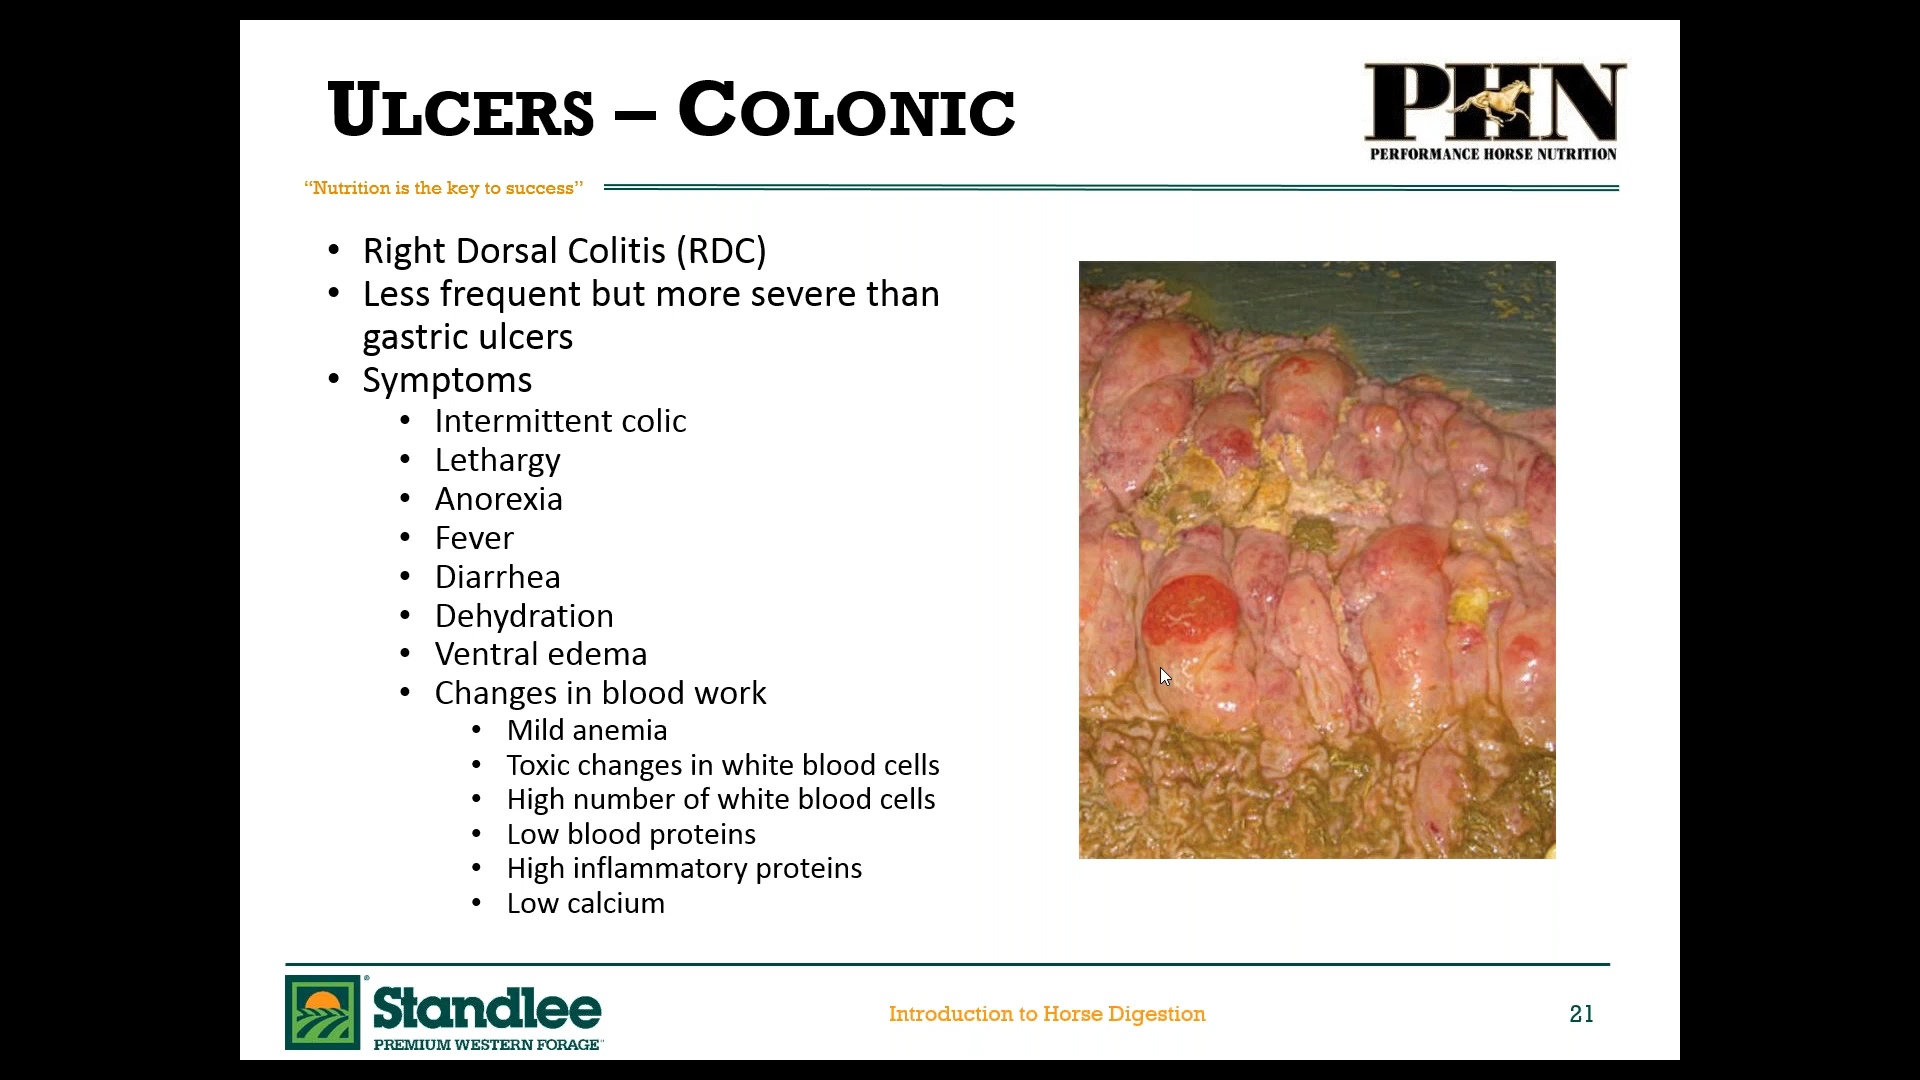 ULCERS – COLONIC
PHN
PERFORMANCE HORSE NUTRITION
“Nutrition is the key to success”
• Right Dorsal Colitis (RDC)
• Less frequent but more severe than
gastric ulcers
• Symptoms
• Intermittent colic
• Lethargy
• Anorexia
• Fever
• Diarrhea
• Dehydration
• Ventral edema
• Changes in blood work
• Mild anemia
• Toxic changes in white blood cells
• High number of white blood cells
• Low blood proteins
• High inflammatory proteins
• Low calcium
Standlee®
PREMIUM WESTERN FORAGE™
Introduction to Horse Digestion
21